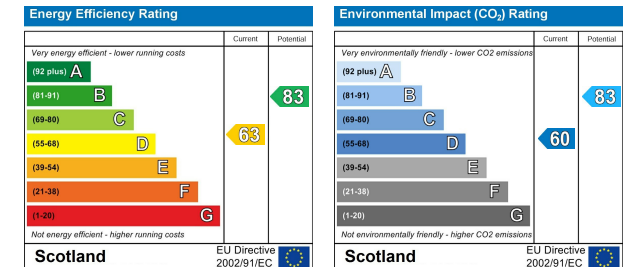 Energy Efficiency Rating
Current Potential
Very energy efficient - lower running costs
(92 plus) A
(81-91) B
83
(69-80) C
63
(55-68) D
(39-54) E
(21-38) F
(1-20) G
Not energy efficient - higher running costs
Scotland
EU Directive
2002/91/EC
Environmental Impact (CO2) Rating
Current Potential
Very environmentally friendly - lower CO2 emissions
(92 plus) A
(81-91) B
83
(69-80) C
(55-68) D
60
(39-54) E
(21-38) F
(1-20) G
Not environmentally friendly - higher CO2 emissions
Scotland
EU Directive
2002/91/EC